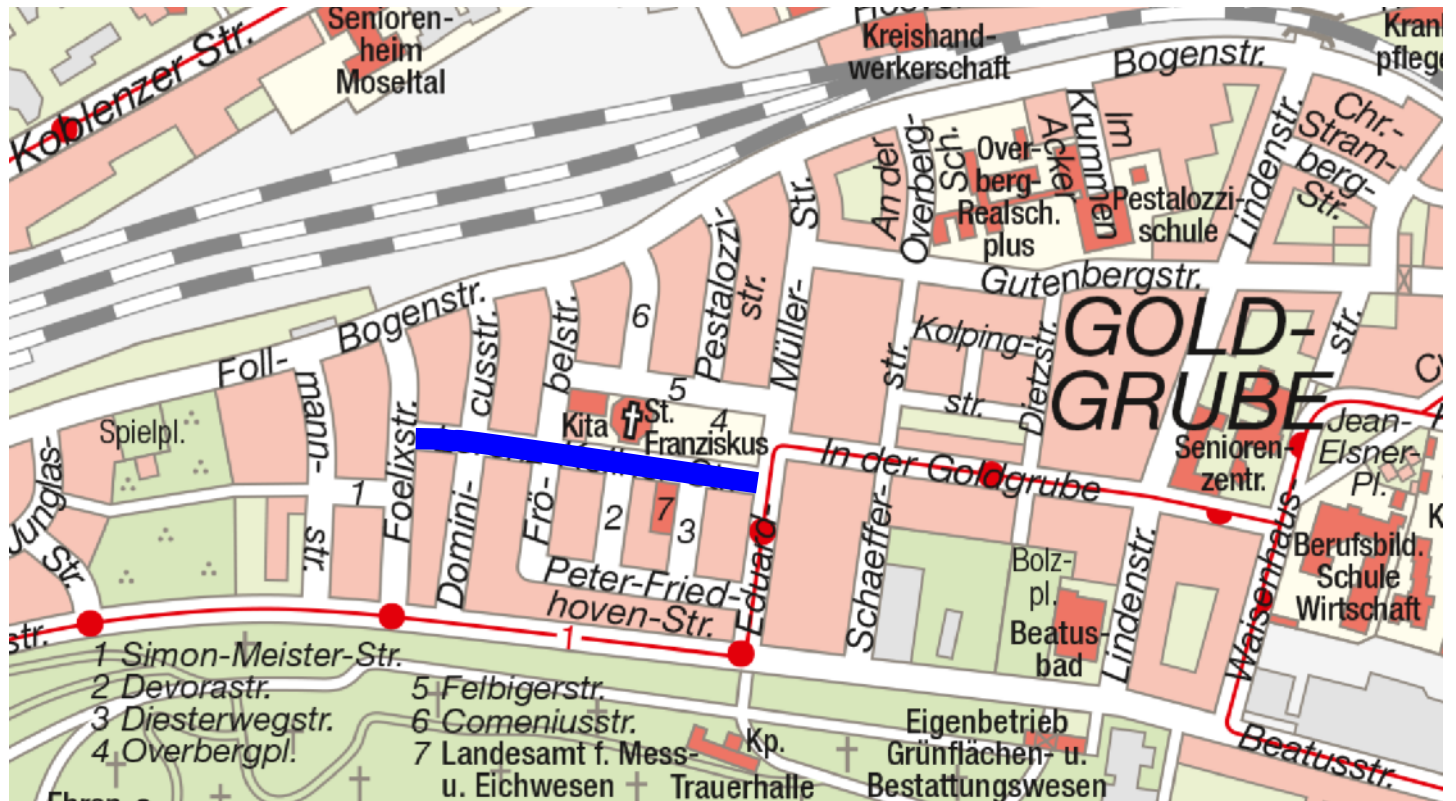 Senioren-
heim
Moseltal
Koblenzer Str.
Kreishand-
werkerschaft
Bogenstr.
Chr.-
Stram-
berg-
Str.
Lindenstr.
An der
Overberg-
Sch.
Over-
berg-
Realsch.
plus
Im
Krummen
Acker
Pestalozzi-
schule
Gutenbergstr.
GOLD-
GRUBE
Kolping-
str.
Dietzstr.
Schaeffer-
str.
Müller-
Str.
Eduard-
Pestalozzi-
str.
6
5
4
Bogenstr.
Foll-
mann-
str.
Spielpl.
Junglas-
Str.
1
Foelixstr.
Domini-
cusstr.
Frö-
belstr.
Kita
St.
Franziskus
2
7
3
Peter-Fried-
hoven-Str.
In der Goldgrube
Senioren-
zentr.
Jean-
Elsner-
Pl.
Waisenhaus-
str.
Berufsbild.
Schule
Wirtschaft
Bolz-
pl.
Beatus-
bad
Lindenstr.
Beatusstr.
str.
1
1 Simon-Meister-Str.
2 Devorastr.
3 Diesterwegstr.
4 Overbergpl.
5 Felbigerstr.
6 Comeniusstr.
7 Landesamt f. Mess-
u. Eichwesen
Kp.
Trauerhalle
Eigenbetrieb
Grünflächen- u.
Bestattungswesen